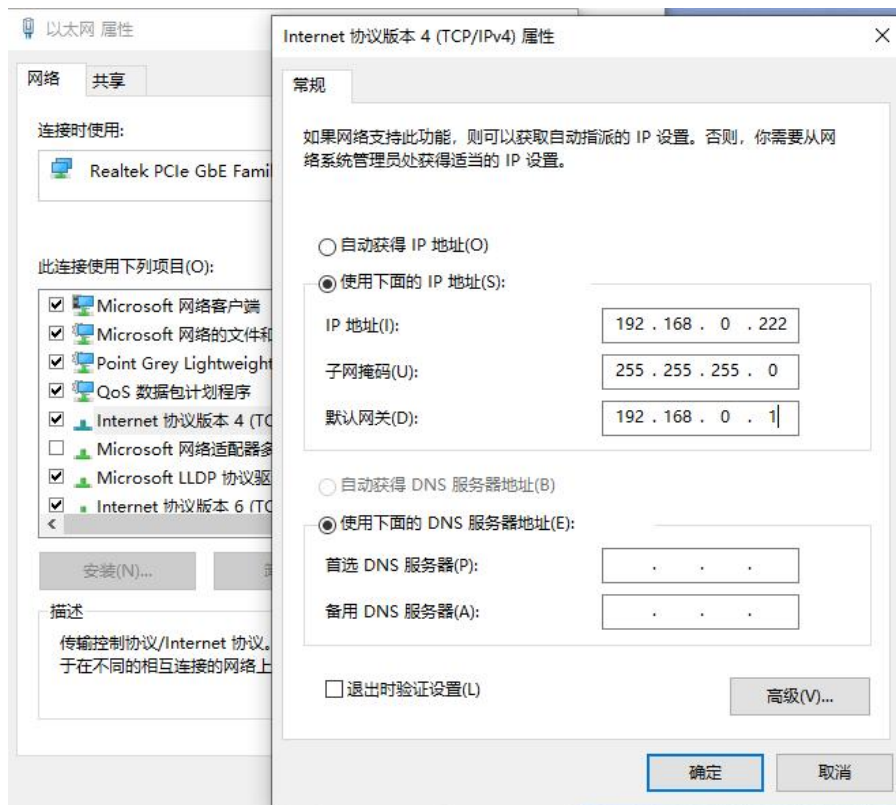 以太网 属性
网络
共享
连接时使用:
Realtek PCIe GbE Fami
此连接使用下列项目(O):
Microsoft 网络客户端
Microsoft 网络的文件和
Point Grey Lightweight
QoS 数据包计划程序
Internet 协议版本 4 (TC
Microsoft 网络适配器多
Microsoft LLDP 协议驱
Internet 协议版本 6 (TC
安装(N)...
描述
传输控制协议/Internet 协议。
于在不同的相互连接的网络上
Internet 协议版本 4 (TCP/IPv4) 属性
常规
如果网络支持此功能，则可以获取自动指派的 IP 设置。否则，你需要从网
络系统管理员处获得适当的 IP 设置。
自动获得 IP 地址(O)
使用下面的 IP 地址(S):
IP 地址(I): 192 . 168 . 0 . 222
子网掩码(U): 255 . 255 . 255 . 0
默认网关(D): 192 . 168 . 0 . 1
自动获得 DNS 服务器地址(B)
使用下面的 DNS 服务器地址(E):
首选 DNS 服务器(P): . . .
备用 DNS 服务器(A): . . .
退出时验证设置(L)
高级(V)...
确定
取消